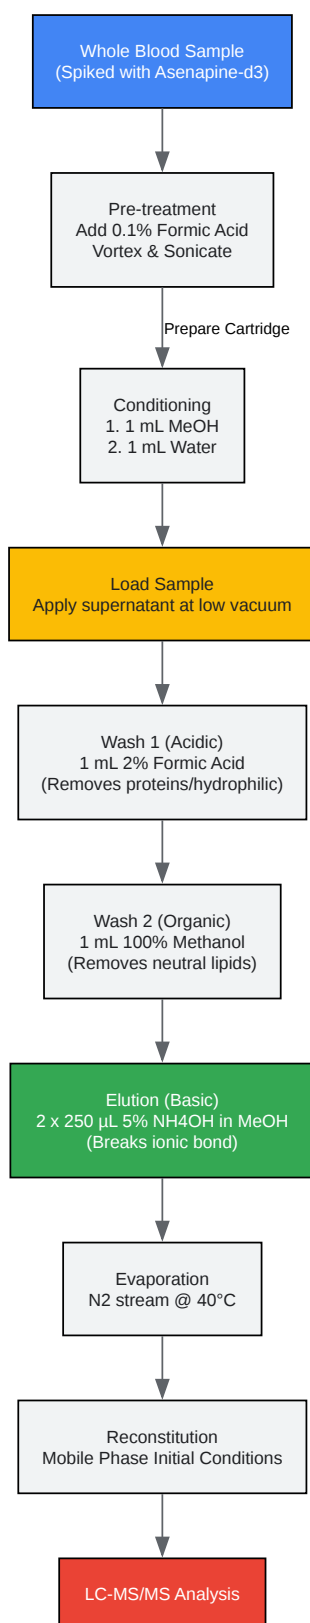 Whole Blood Sample
(Spiked with Asenapine-d3)
Pre-treatment
Add 0.1% Formic Acid
Vortex & Sonicate
Prepare Cartridge
Conditioning
1. 1 mL MeOH
2. 1 mL Water
Load Sample
Apply supernatant at low vacuum
Wash 1 (Acidic)
1 mL 2% Formic Acid
(Removes proteins/hydrophilic)
Wash 2 (Organic)
1 mL 100% Methanol
(Removes neutral lipids)
Elution (Basic)
2 x 250 µL 5% NH4OH in MeOH
(Breaks ionic bond)
Evaporation
N2 stream @ 40°C
Reconstitution
Mobile Phase Initial Conditions
LC-MS/MS Analysis